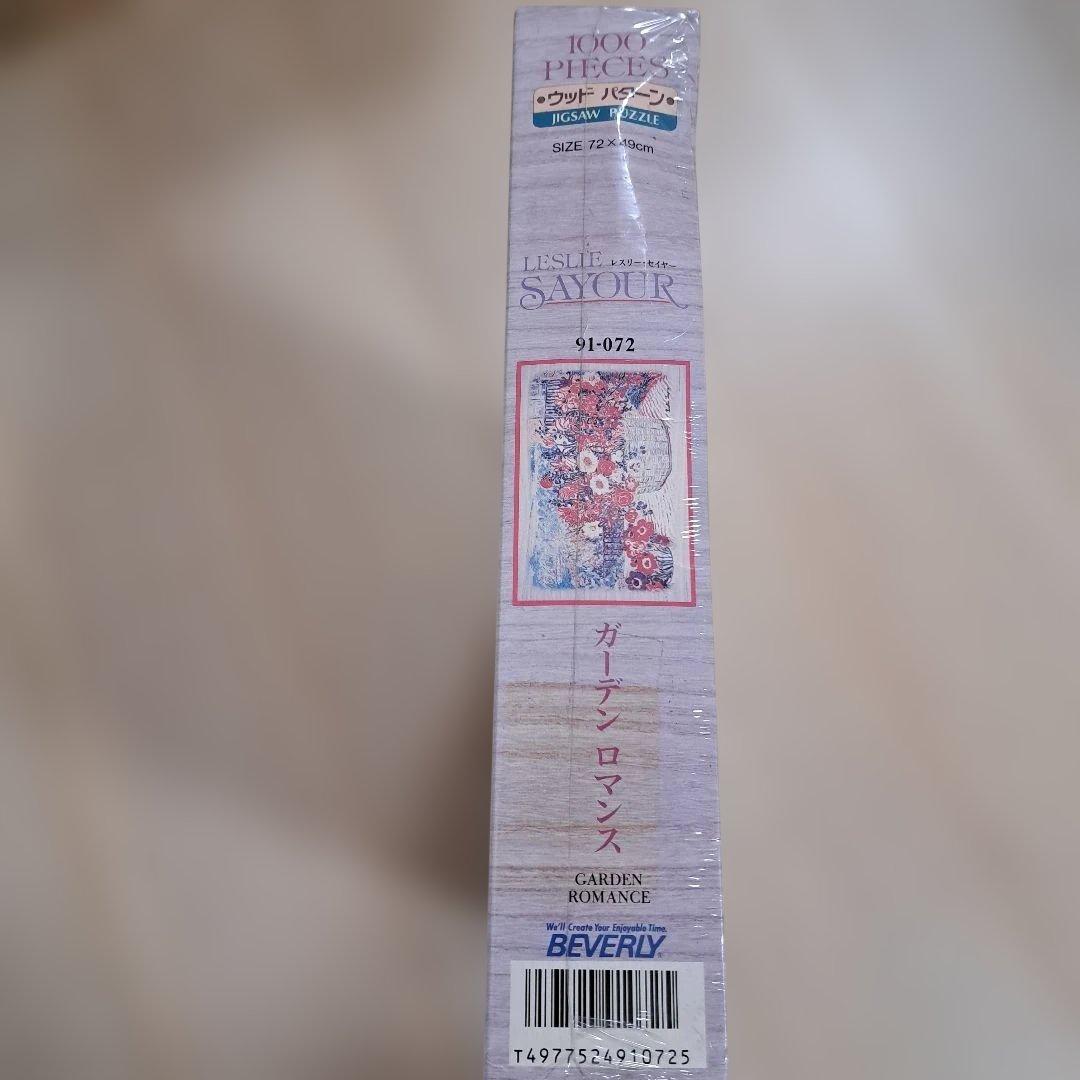 1000
PIECES
•ウッド パターン•
JIGSAW PUZZLE
SIZE 72×49cm
LESLIE レスリー・セイヤー
SAYOUR
91-072
ガーデン ロマンス
GARDEN
ROMANCE
We'll Create Your Enjoyable Time.
BEVERLY
T4977524910725